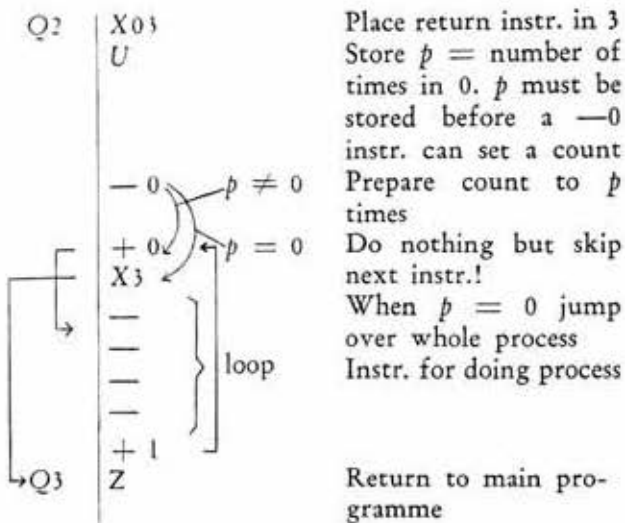 Q2 X03 Place return instr. in 3
U Store p = number of
times in 0. p must be
stored before a —0
instr. can set a count
— 0 p ≠ 0 Prepare count to p
times
+ 0 p = 0 Do nothing but skip
X3 next instr.!
— When p = 0 jump
— over whole process
— loop Instr. for doing process
—
+ 1
Q3 Z Return to main pro-
gramme